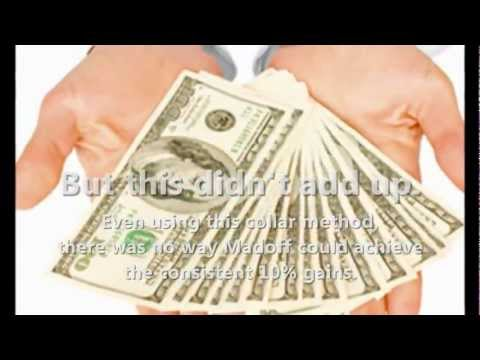 But this didn't add up.
Even using this collar method,
there was no way Madoff could achieve
the consistent 10% gains.